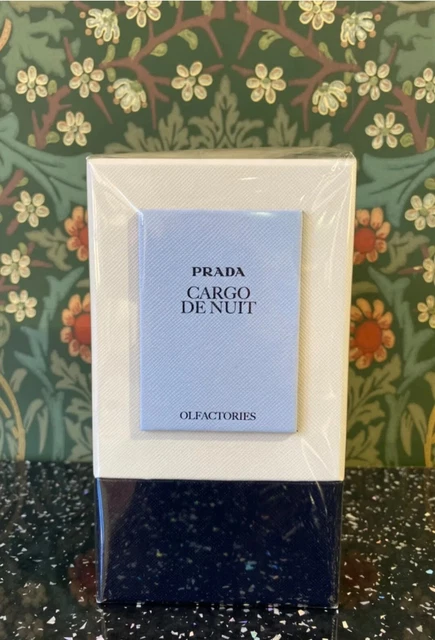 PRADA
CARGO
DE NUIT
OLFACTORIES